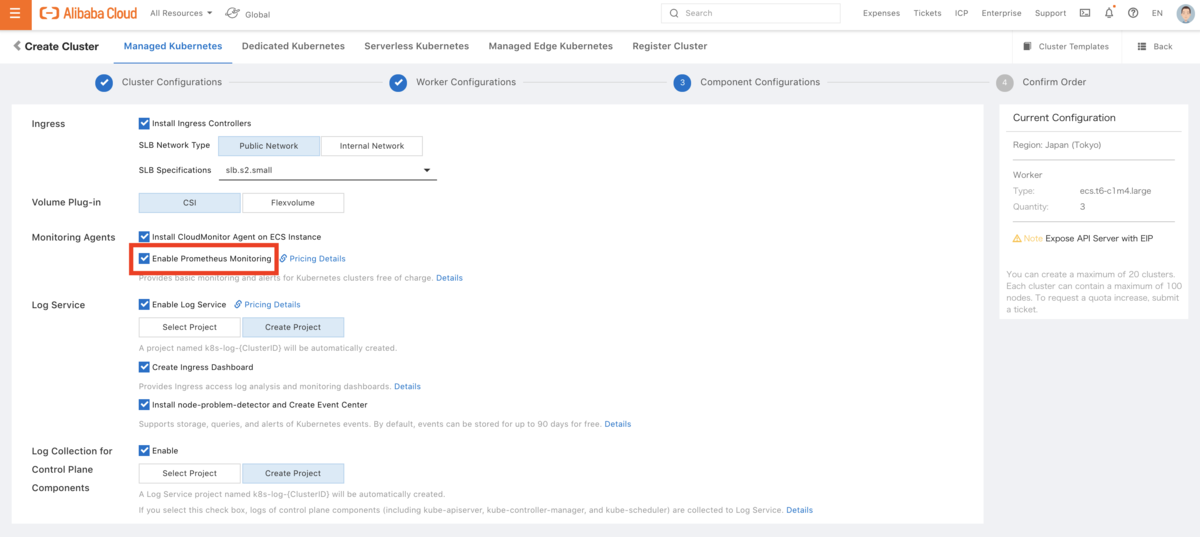 Alibaba Cloud All Resources Global Search Expenses Tickets ICP Enterprise Support EN
Create Cluster Managed Kubernetes Dedicated Kubernetes Serverless Kubernetes Managed Edge Kubernetes Register Cluster Cluster Templates Back
Cluster Configurations Worker Configurations 3 Component Configurations 4 Confirm Order
Ingress Install Ingress Controllers
SLB Network Type Public Network Internal Network
SLB Specifications slb.s2.small
Volume Plug-in CSI Flexvolume
Monitoring Agents Install CloudMonitor Agent on ECS Instance
Enable Prometheus Monitoring Pricing Details
Provides basic monitoring and alerts for Kubernetes clusters free of charge. Details
Log Service Enable Log Service Pricing Details
Select Project Create Project
A project named k8s-log-{ClusterID} will be automatically created.
Create Ingress Dashboard
Provides Ingress access log analysis and monitoring dashboards. Details
Install node-problem-detector and Create Event Center
Supports storage, queries, and alerts of Kubernetes events. By default, events can be stored for up to 90 days for free. Details
Log Collection for Control Plane Components Enable
Select Project Create Project
A Log Service project named k8s-log-{ClusterID} will be automatically created.
If you select this check box, logs of control plane components (including kube-apiserver, kube-controller-manager, and kube-scheduler) are collected to Log Service. Details
Current Configuration
Region: Japan (Tokyo)
Worker
Type: ecs.t6-c1m4.large
Quantity: 3
Note Expose API Server with EIP
You can create a maximum of 20 clusters.
Each cluster can contain a maximum of 100
nodes. To request a quota increase, submit
a ticket.